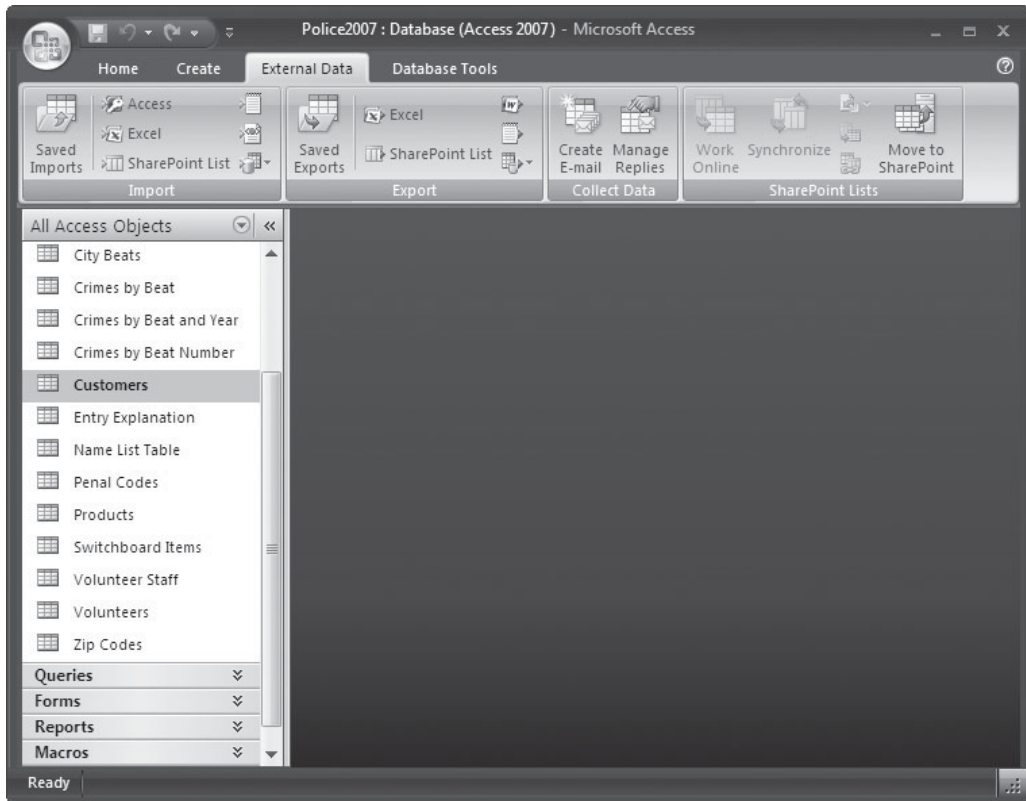 Police2007 : Database (Access 2007) - Microsoft Access
Home Create External Data Database Tools
Saved Imports
Access
Excel
SharePoint List
Import
Saved Exports
Excel
SharePoint List
Export
Create E-mail
Manage Replies
Collect Data
Work Online
Synchronize
Move to SharePoint
SharePoint Lists
All Access Objects
City Beats
Crimes by Beat
Crimes by Beat and Year
Crimes by Beat Number
Customers
Entry Explanation
Name List Table
Penal Codes
Products
Switchboard Items
Volunteer Staff
Volunteers
Zip Codes
Queries
Forms
Reports
Macros
Ready